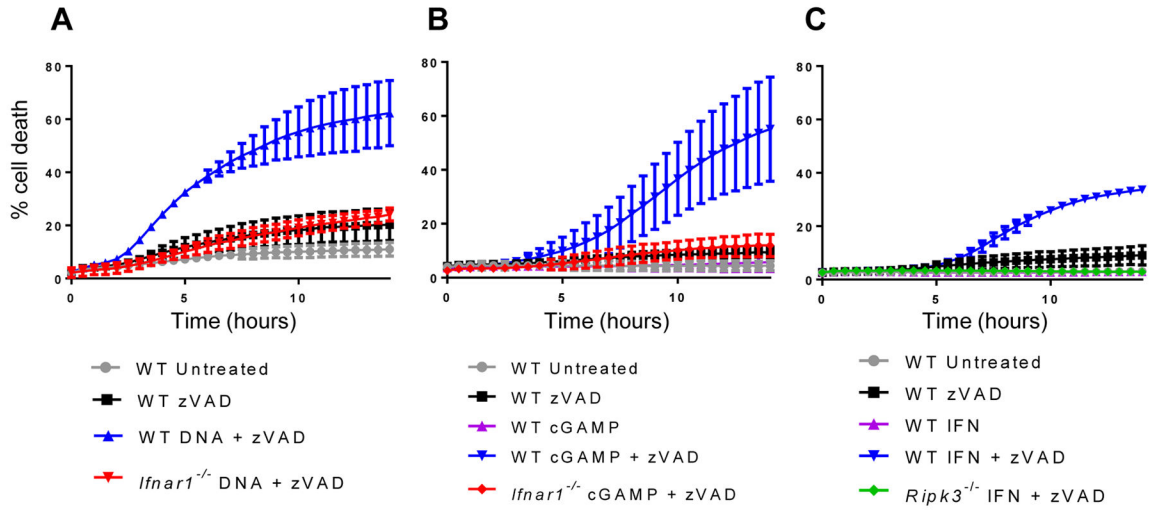 A
B
C
% cell death
80
60
40
20
0
0
5
10
Time (hours)
80
60
40
20
0
0
5
10
Time (hours)
80
60
40
20
0
0
5
10
Time (hours)
WT Untreated
WT zVAD
WT DNA + zVAD
Ifnar1-/- DNA + zVAD
WT Untreated
WT zVAD
WT cGAMP
WT cGAMP + zVAD
Ifnar1-/- cGAMP + zVAD
WT Untreated
WT zVAD
WT IFN
WT IFN + zVAD
Ripk3-/- IFN + zVAD